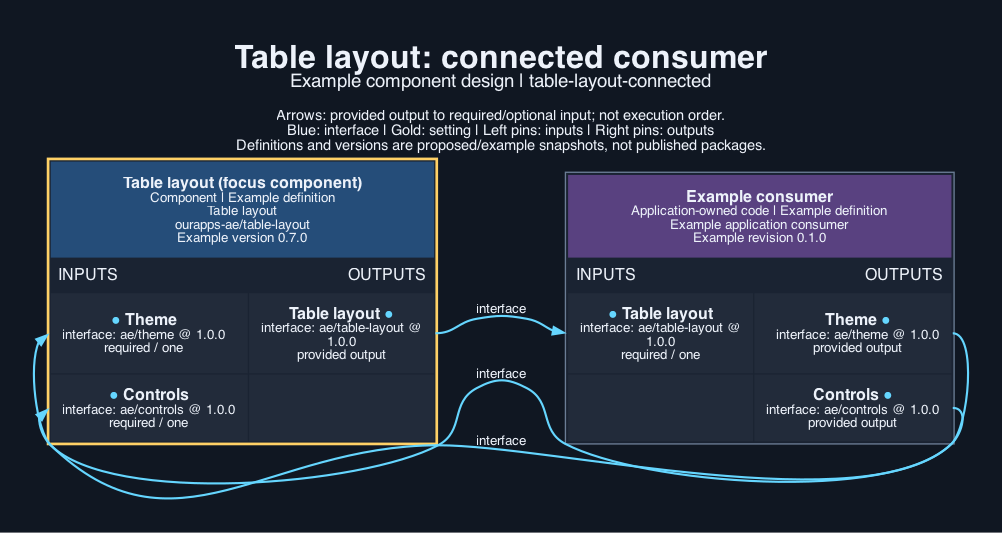 Table layout: connected consumer
Example component design | table-layout-connected
Arrows: provided output to required/optional input; not execution order.
Blue: interface | Gold: setting | Left pins: inputs | Right pins: outputs
Definitions and versions are proposed/example snapshots, not published packages.
Table layout (focus component)
Component | Example definition
Table layout
ourapps-ae/table-layout
Example version 0.7.0
INPUTS
OUTPUTS
Theme
interface: ae/theme @ 1.0.0
required / one
Table layout
interface: ae/table-layout @
1.0.0
provided output
Controls
interface: ae/controls @ 1.0.0
required / one
interface
interface
interface
Example consumer
Application-owned code | Example definition
Example application consumer
Example revision 0.1.0
INPUTS
OUTPUTS
Table layout
interface: ae/table-layout @
1.0.0
required / one
Theme
interface: ae/theme @ 1.0.0
provided output
Controls
interface: ae/controls @ 1.0.0
provided output